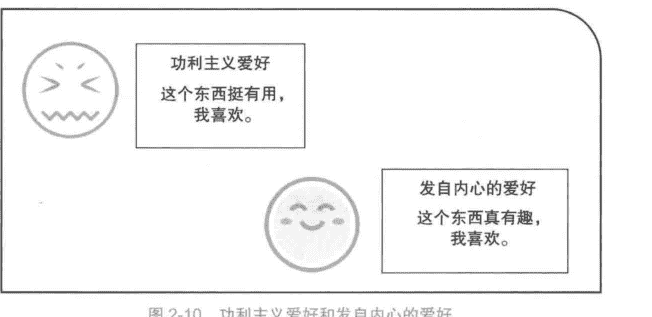 功利主义爱好
这个东西挺有用，
我喜欢。
发自内心的爱好
这个东西真有趣，
我喜欢。
图 2-10 功利主义爱好和发自内心的爱好